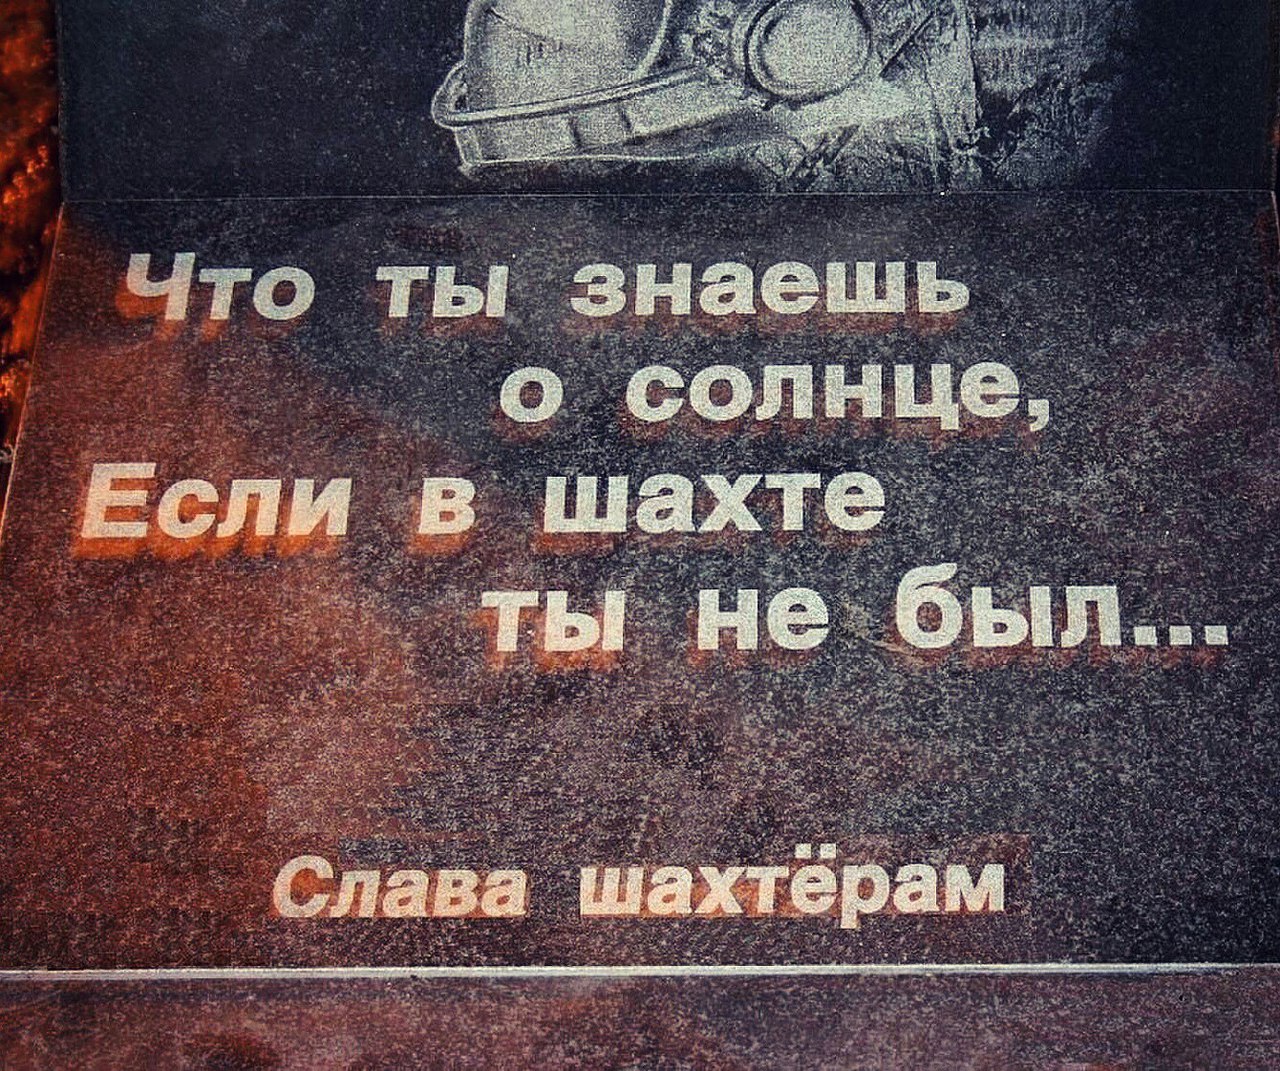 Что ты знаешь
о солнце,
Если в шахте
ты не был...
Слава шахтёрам